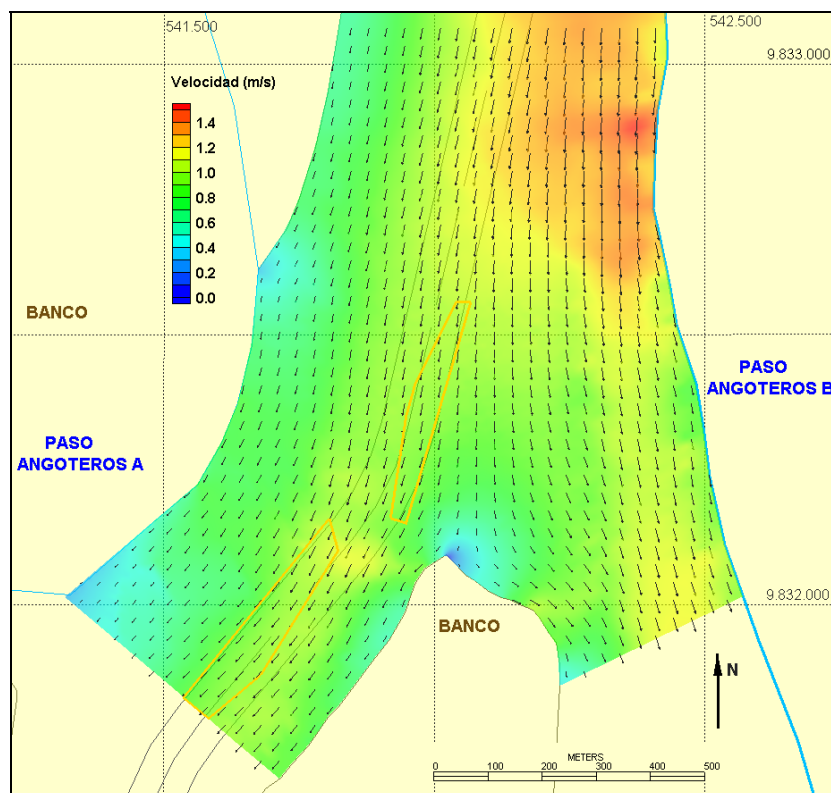 541.500
542.500
9.833.000
Velocidad (m/s)
1.4
1.2
1.0
0.8
0.6
0.4
0.2
0.0
BANCO
PASO
ANGOTEROS B
PASO
ANGOTEROS A
9.832.000
BANCO
N
METERS
0 100 200 300 400 500